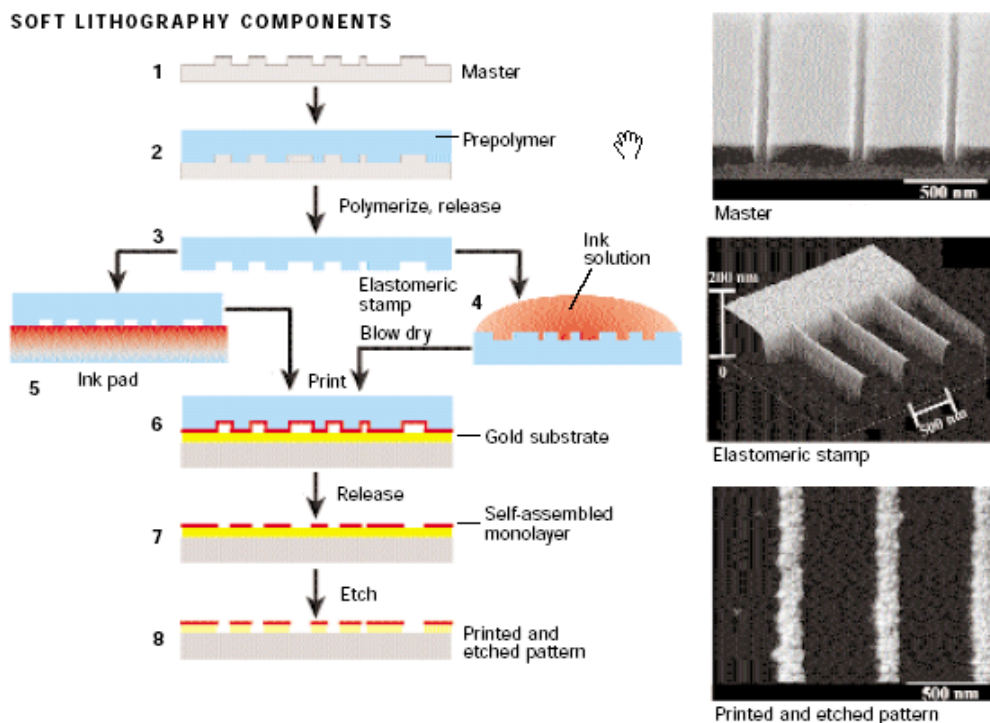 SOFT LITHOGRAPHY COMPONENTS
1
Master
2
Prepolymer
Polymerize, release
3
Elastomeric
stamp
Ink
solution
4
Blow dry
5
Ink pad
Print
6
Gold substrate
Release
7
Self-assembled
monolayer
Etch
8
Printed and
etched pattern
500 nm
Master
200 nm
0
500 nm
Elastomeric stamp
500 nm
Printed and etched pattern